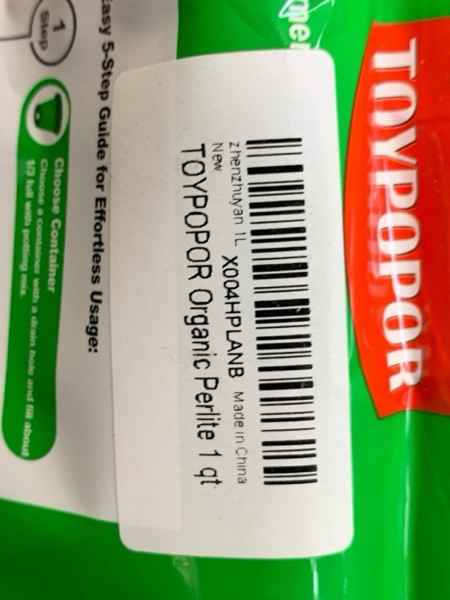 TOYPOPOR
zhenzhuyan 1L X004HPLANB Made in China
New
TOYPOPOR Organic Perlite 1 qt
asy 5-Step Guide for Effortless Usage:
1
Step
Choose Container
Choose a container with a drain hole and fill about
1/3 full with potting mix.